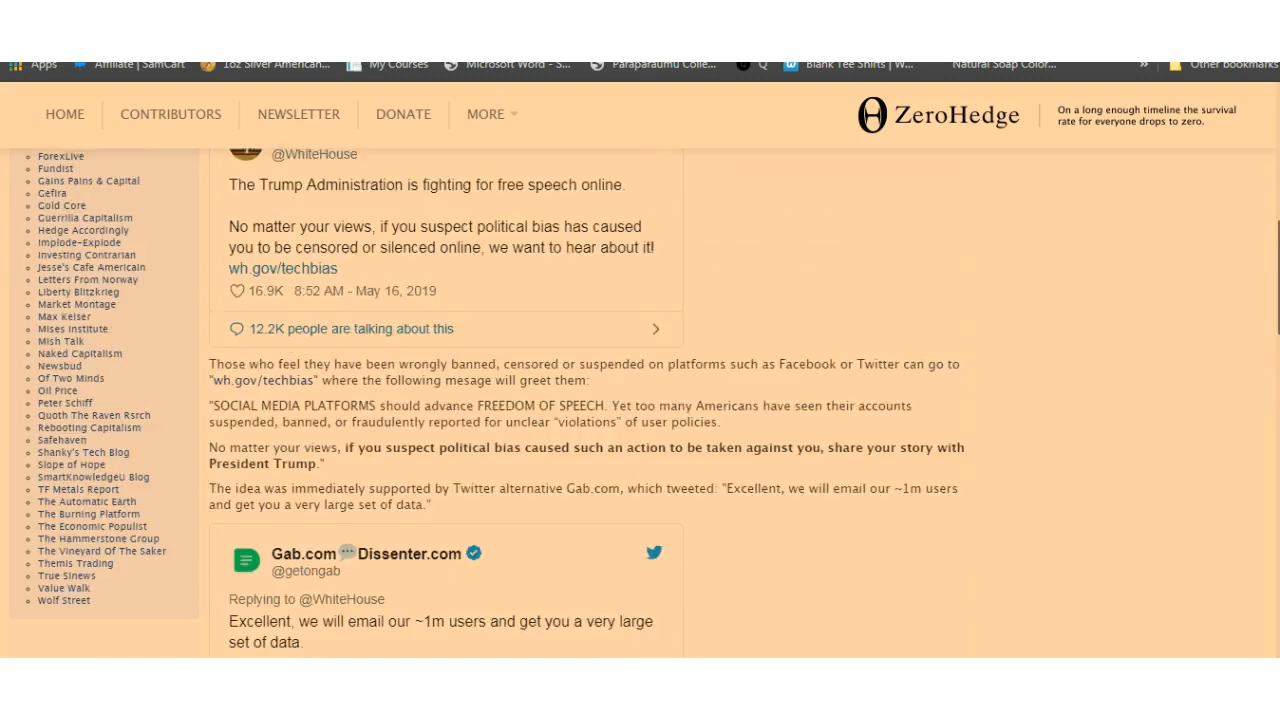 Apps
Affiliate | SamCart
1oz Silver American...
My Courses
Microsoft Word - S...
Paraparaumu Colle...
Q
Blank Tee Shirts | W...
Natural Soap Color...
»
Other bookmarks
HOME
CONTRIBUTORS
NEWSLETTER
DONATE
MORE
ZeroHedge
On a long enough timeline the survival
rate for everyone drops to zero.
ForexLive
Fundist
Gains Pains & Capital
Gefira
Gold Core
Guerrilla Capitalism
Hedge Accordingly
Implode-Explode
Investing Contrarian
Jesse's Cafe Americain
Letters From Norway
Liberty Blitzkrieg
Market Montage
Max Keiser
Mises Institute
Mish Talk
Naked Capitalism
Newsbud
Of Two Minds
Oil Price
Peter Schiff
Quoth The Raven Rsrch
Rebooting Capitalism
Safehaven
Shanky's Tech Blog
Slope of Hope
SmartKnowledgeU Blog
TF Metals Report
The Automatic Earth
The Burning Platform
The Economic Populist
The Hammerstone Group
The Vineyard Of The Saker
Themis Trading
True Sinews
Value Walk
Wolf Street
@WhiteHouse
The Trump Administration is fighting for free speech online.
No matter your views, if you suspect political bias has caused
you to be censored or silenced online, we want to hear about it!
wh.gov/techbias
16.9K 8:52 AM - May 16, 2019
12.2K people are talking about this
Those who feel they have been wrongly banned, censored or suspended on platforms such as Facebook or Twitter can go to
"wh.gov/techbias" where the following mesage will greet them:
"SOCIAL MEDIA PLATFORMS should advance FREEDOM OF SPEECH. Yet too many Americans have seen their accounts
suspended, banned, or fraudulently reported for unclear “violations” of user policies.
No matter your views, if you suspect political bias caused such an action to be taken against you, share your story with
President Trump."
The idea was immediately supported by Twitter alternative Gab.com, which tweeted: "Excellent, we will email our ~1m users
and get you a very large set of data."
Gab.com💬Dissenter.com
@getongab
Replying to @WhiteHouse
Excellent, we will email our ~1m users and get you a very large
set of data.